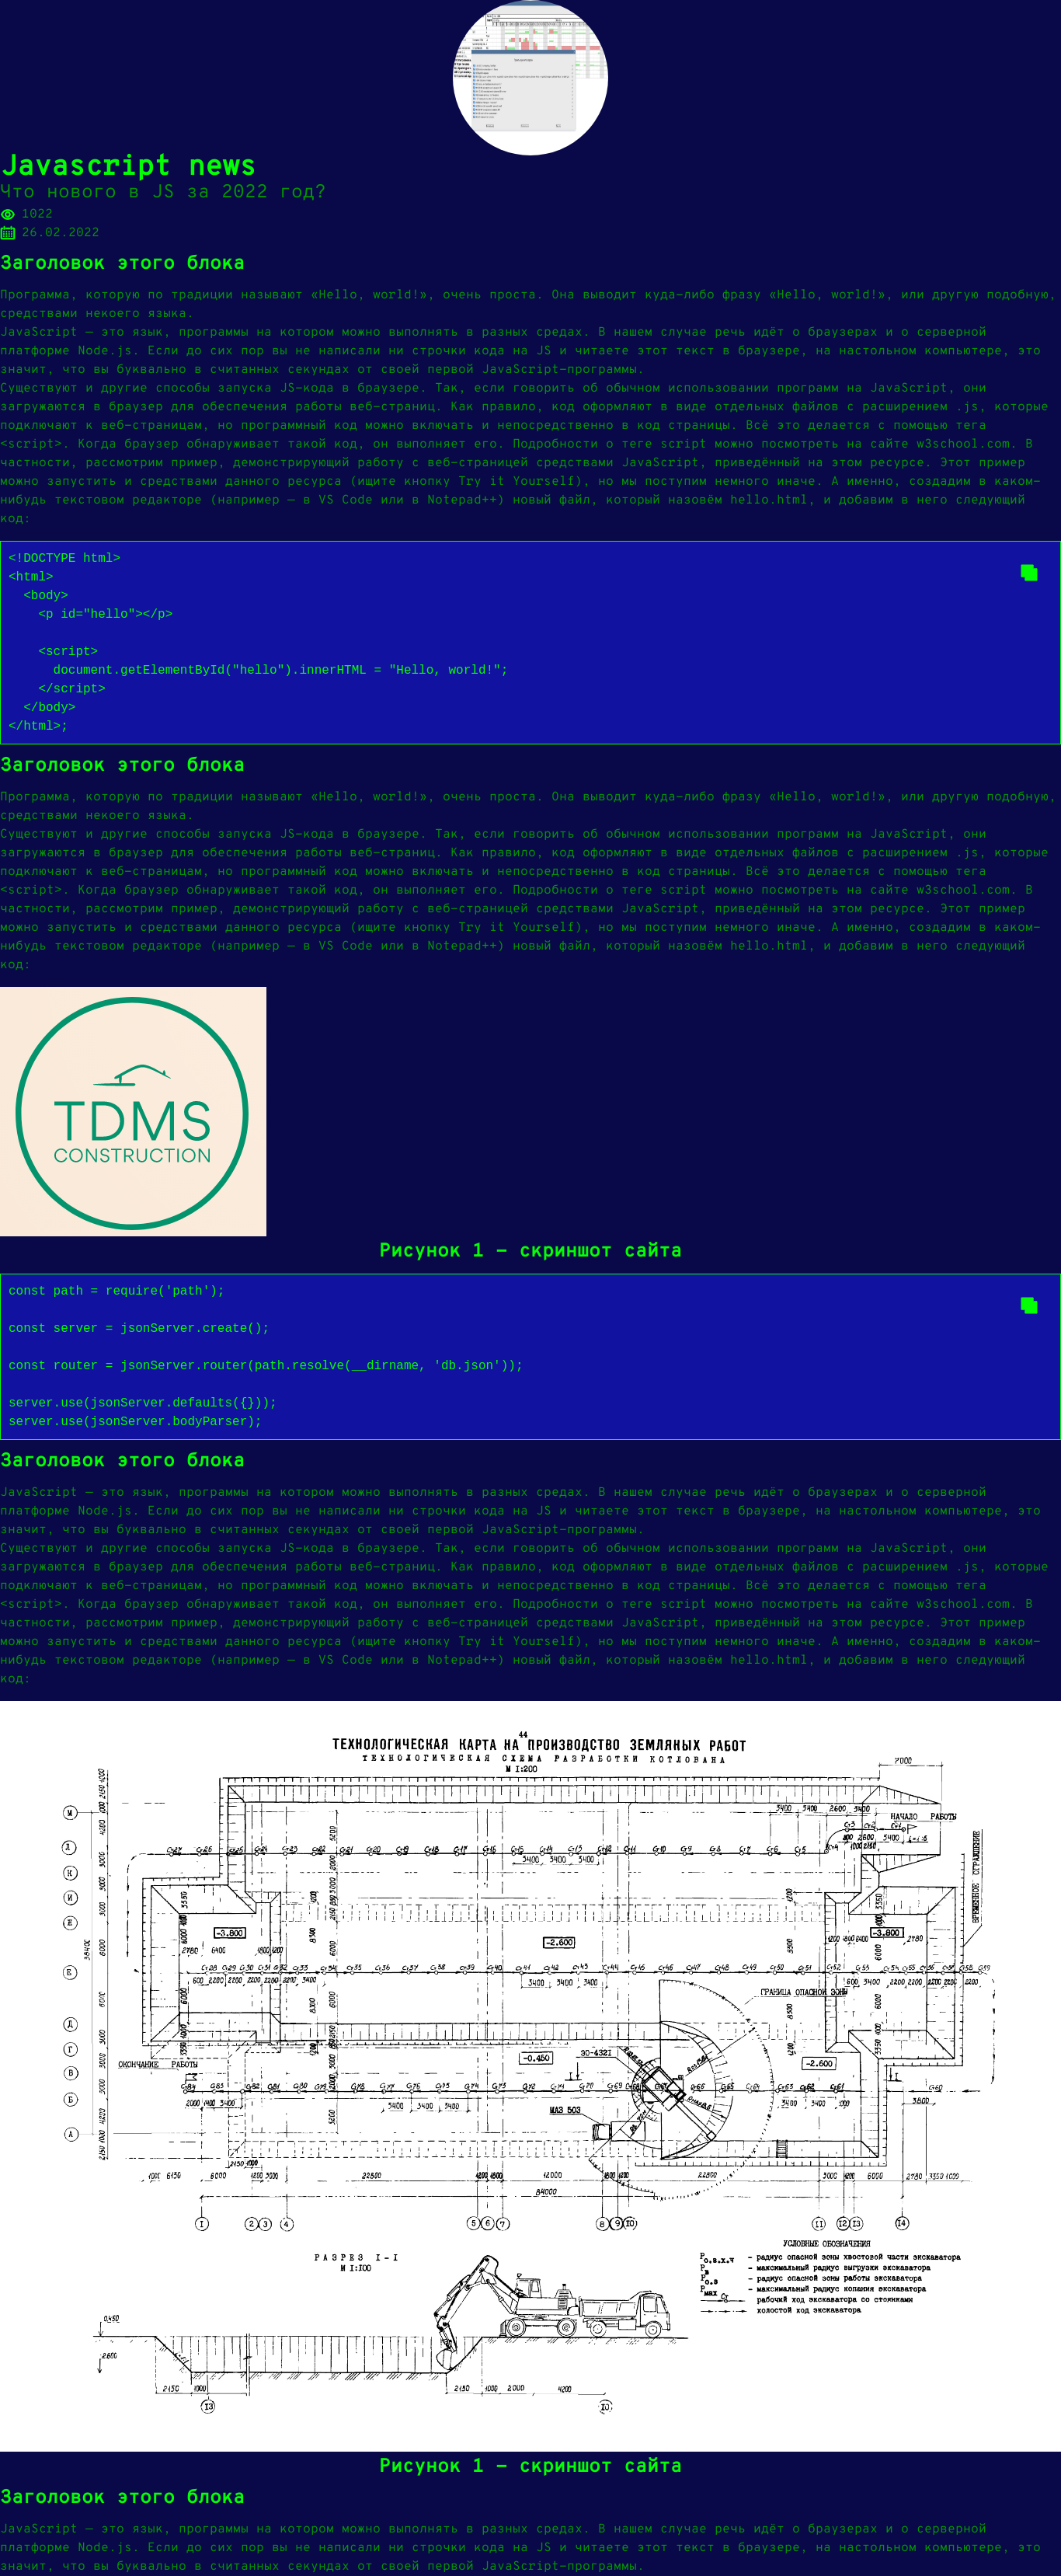 Javascript news
Что нового в JS за 2022 год?
1022
26.02.2022
Заголовок этого блока
Программа, которую по традиции называют «Hello, world!», очень проста. Она выводит куда-либо фразу «Hello, world!», или другую подобную,
средствами некоего языка.
JavaScript — это язык, программы на котором можно выполнять в разных средах. В нашем случае речь идёт о браузерах и о серверной
платформе Node.js. Если до сих пор вы не написали ни строчки кода на JS и читаете этот текст в браузере, на настольном компьютере, это
значит, что вы буквально в считанных секундах от своей первой JavaScript-программы.
Существуют и другие способы запуска JS-кода в браузере. Так, если говорить об обычном использовании программ на JavaScript, они
загружаются в браузер для обеспечения работы веб-страниц. Как правило, код оформляют в виде отдельных файлов с расширением .js, которые
подключают к веб-страницам, но программный код можно включать и непосредственно в код страницы. Всё это делается с помощью тега
<script>. Когда браузер обнаруживает такой код, он выполняет его. Подробности о теге script можно посмотреть на сайте w3school.com. В
частности, рассмотрим пример, демонстрирующий работу с веб-страницей средствами JavaScript, приведённый на этом ресурсе. Этот пример
можно запустить и средствами данного ресурса (ищите кнопку Try it Yourself), но мы поступим немного иначе. А именно, создадим в каком-
нибудь текстовом редакторе (например — в VS Code или в Notepad++) новый файл, который назовём hello.html, и добавим в него следующий
код:
<!DOCTYPE html>
<html>
<body>
<p id="hello"></p>
<script>
document.getElementById("hello").innerHTML = "Hello, world!";
</script>
</body>
</html>;
Заголовок этого блока
Программа, которую по традиции называют «Hello, world!», очень проста. Она выводит куда-либо фразу «Hello, world!», или другую подобную,
средствами некоего языка.
Существуют и другие способы запуска JS-кода в браузере. Так, если говорить об обычном использовании программ на JavaScript, они
загружаются в браузер для обеспечения работы веб-страниц. Как правило, код оформляют в виде отдельных файлов с расширением .js, которые
подключают к веб-страницам, но программный код можно включать и непосредственно в код страницы. Всё это делается с помощью тега
<script>. Когда браузер обнаруживает такой код, он выполняет его. Подробности о теге script можно посмотреть на сайте w3school.com. В
частности, рассмотрим пример, демонстрирующий работу с веб-страницей средствами JavaScript, приведённый на этом ресурсе. Этот пример
можно запустить и средствами данного ресурса (ищите кнопку Try it Yourself), но мы поступим немного иначе. А именно, создадим в каком-
нибудь текстовом редакторе (например — в VS Code или в Notepad++) новый файл, который назовём hello.html, и добавим в него следующий
код:
TDMS
CONSTRUCTION
Рисунок 1 - скриншот сайта
const path = require('path');
const server = jsonServer.create();
const router = jsonServer.router(path.resolve(__dirname, 'db.json'));
server.use(jsonServer.defaults({}));
server.use(jsonServer.bodyParser);
Заголовок этого блока
JavaScript — это язык, программы на котором можно выполнять в разных средах. В нашем случае речь идёт о браузерах и о серверной
платформе Node.js. Если до сих пор вы не написали ни строчки кода на JS и читаете этот текст в браузере, на настольном компьютере, это
значит, что вы буквально в считанных секундах от своей первой JavaScript-программы.
Существуют и другие способы запуска JS-кода в браузере. Так, если говорить об обычном использовании программ на JavaScript, они
загружаются в браузер для обеспечения работы веб-страниц. Как правило, код оформляют в виде отдельных файлов с расширением .js, которые
подключают к веб-страницам, но программный код можно включать и непосредственно в код страницы. Всё это делается с помощью тега
<script>. Когда браузер обнаруживает такой код, он выполняет его. Подробности о теге script можно посмотреть на сайте w3school.com. В
частности, рассмотрим пример, демонстрирующий работу с веб-страницей средствами JavaScript, приведённый на этом ресурсе. Этот пример
можно запустить и средствами данного ресурса (ищите кнопку Try it Yourself), но мы поступим немного иначе. А именно, создадим в каком-
нибудь текстовом редакторе (например — в VS Code или в Notepad++) новый файл, который назовём hello.html, и добавим в него следующий
код:
44
ТЕХНОЛОГИЧЕСКАЯ КАРТА НА ПРОИЗВОДСТВО ЗЕМЛЯНЫХ РАБОТ
ТЕХНОЛОГИЧЕСКАЯ СХЕМА РАЗРАБОТКИ КОТЛОВАНА
М 1:200
7000
НАЧАЛО РАБОТЫ
ВРЕМЕННОЕ ОГРАЖДЕНИЕ
-3.800
-2.600
-3.800
ГРАНИЦА ОПАСНОЙ ЗОНЫ
ОКОНЧАНИЕ РАБОТЫ
-0.450
ЭО-4321
-2.600
МАЗ 503
84000
РАЗРЕЗ I-I
М 1:100
УСЛОВНЫЕ ОБОЗНАЧЕНИЯ
Ро.з.х.ч - радиус опасной зоны хвостовой части экскаватора
Рв - максимальный радиус выгрузки экскаватора
Ро.з - радиус опасной зоны работы экскаватора
Рмах - максимальный радиус копания экскаватора
Ст рабочий ход экскаватора со стоянками
холостой ход экскаватора
Рисунок 1 - скриншот сайта
Заголовок этого блока
JavaScript — это язык, программы на котором можно выполнять в разных средах. В нашем случае речь идёт о браузерах и о серверной
платформе Node.js. Если до сих пор вы не написали ни строчки кода на JS и читаете этот текст в браузере, на настольном компьютере, это
значит, что вы буквально в считанных секундах от своей первой JavaScript-программы.